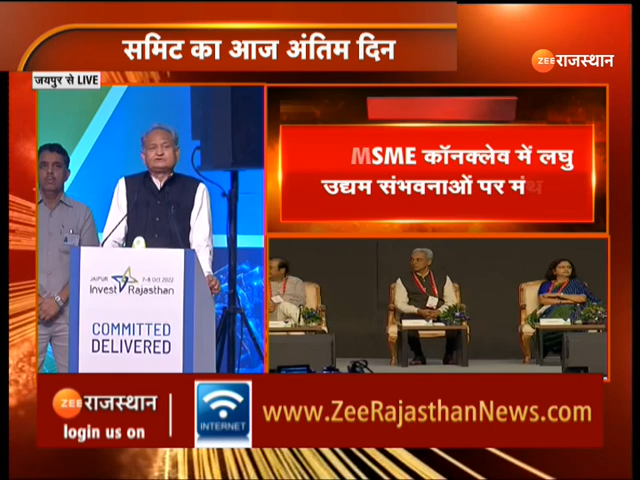 समिट का आज अंतिम दिन
ZEE राजस्थान
जयपुर से LIVE
MSME कॉनक्लेव में लघु
उद्यम संभवनाओं पर मंथ
JAIPUR 7-8 Oct 2022
Invest Rajasthan
COMMITTED
DELIVERED
ZEE राजस्थान
login us on
INTERNET
www.ZeeRajasthanNews.com